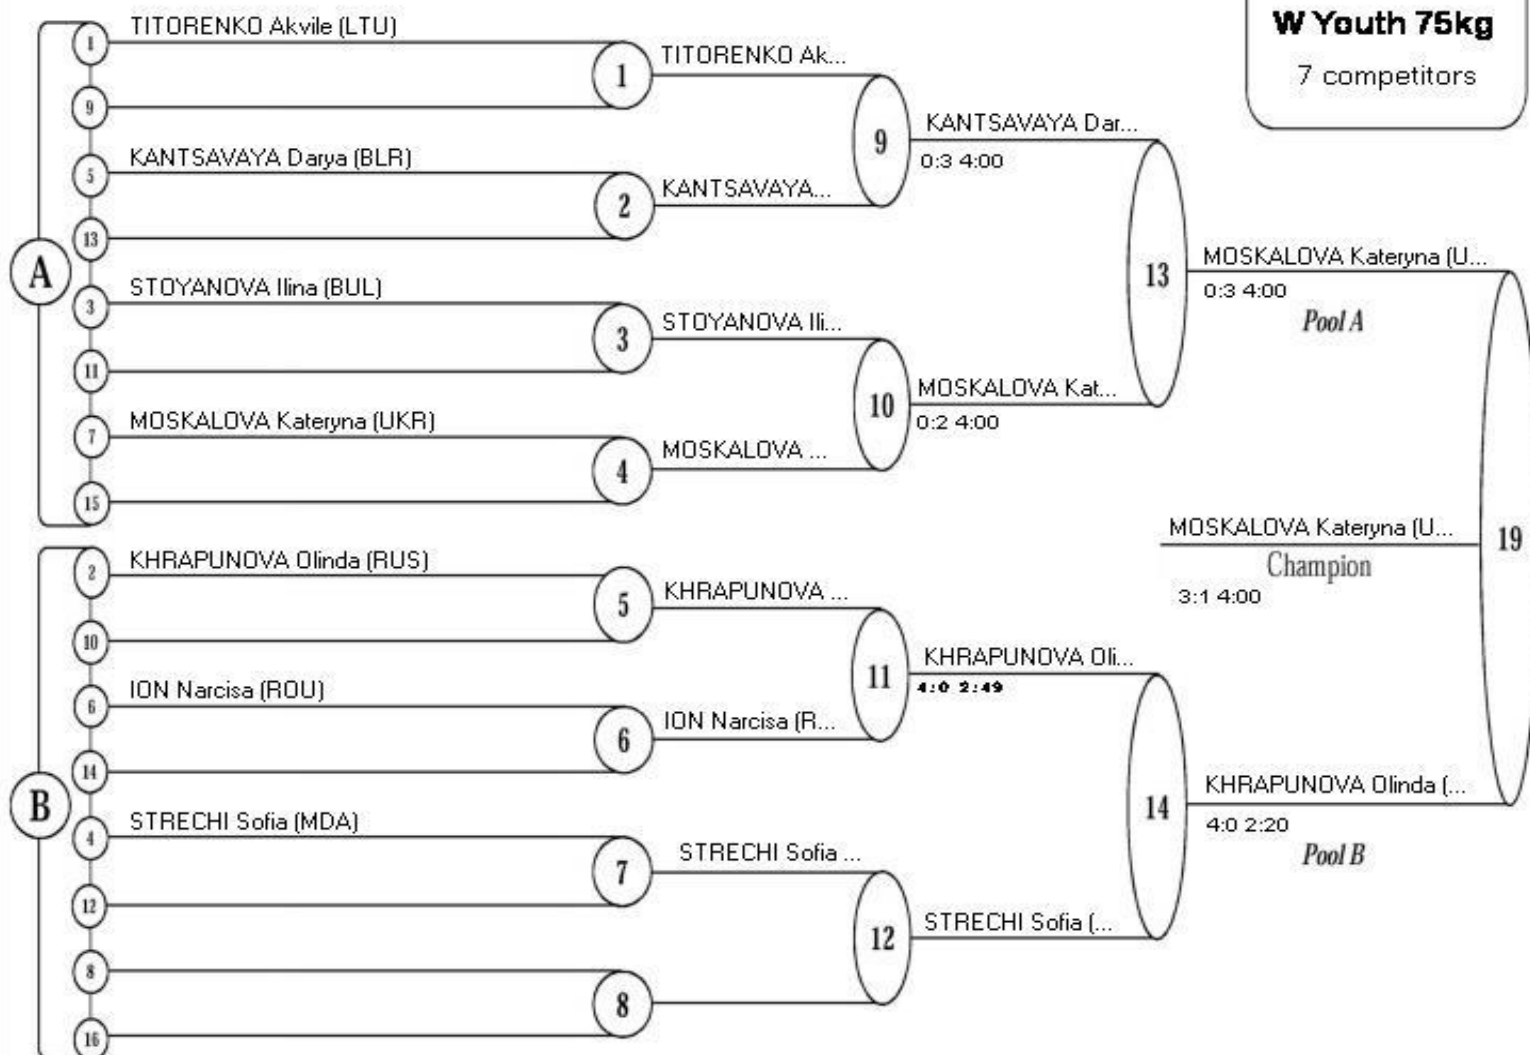 W Youth 75kg
7 competitors
A
1
TITORENKO Akvile (LTU)
9
1
TITORENKO Ak...
5
KANTSAVAYA Darya (BLR)
13
2
KANTSAVAYA...
9
KANTSAVAYA Dar...
0:3 4:00
3
STOYANOVA Ilina (BUL)
11
3
STOYANOVA Ili...
7
MOSKALOVA Kateryna (UKR)
15
4
MOSKALOVA ...
10
MOSKALOVA Kat...
0:2 4:00
13
MOSKALOVA Kateryna (U...
0:3 4:00
Pool A
B
2
KHRAPUNOVA Olinda (RUS)
10
5
KHRAPUNOVA ...
6
ION Narcisa (ROU)
14
6
ION Narcisa (R...
11
KHRAPUNOVA Oli...
4:0 2:49
4
STRECHI Sofia (MDA)
12
7
STRECHI Sofia ...
8
16
8
12
STRECHI Sofia (...
14
KHRAPUNOVA Olinda (...
4:0 2:20
Pool B
19
MOSKALOVA Kateryna (U...
Champion
3:1 4:00